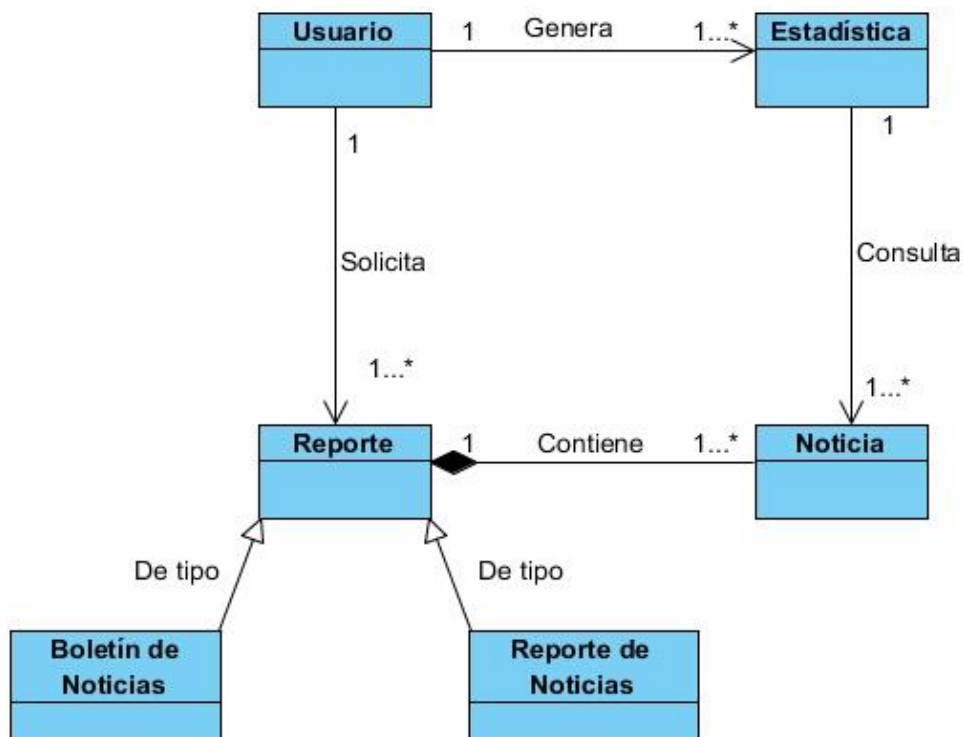 Usuario
1
Genera
1...*
Estadística
1
1
Solicita
Consulta
1...*
1...*
Reporte
1
Contiene
1...*
Noticia
De tipo
De tipo
Boletín de
Noticias
Reporte de
Noticias